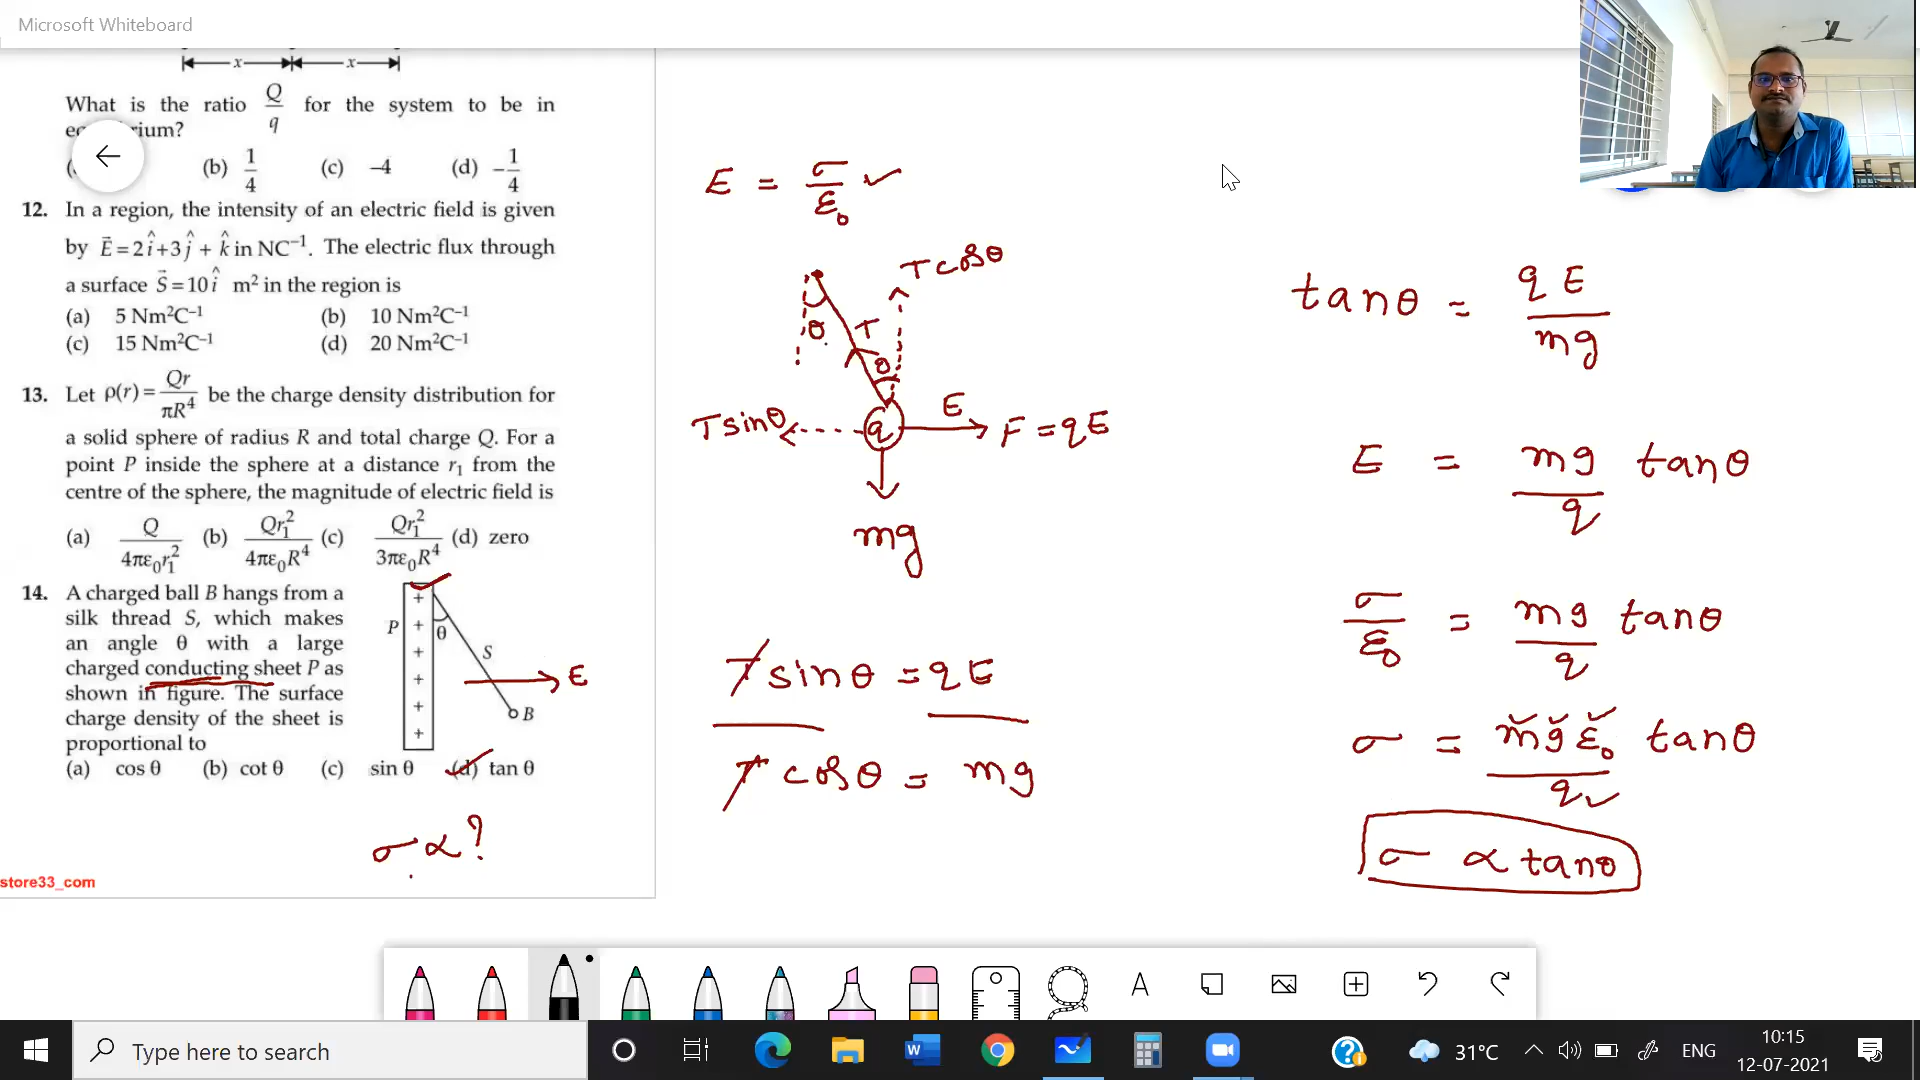 Microsoft Whiteboard
x x
What is the ratio Q/q for the system to be in
(b) 1/4 (c) –4 (d) –1/4
12. In a region, the intensity of an electric field is given
by E⃗ = 2î + 3ĵ + k̂ in NC⁻¹. The electric flux through
a surface S⃗ = 10î m² in the region is
(a) 5 Nm²C⁻¹ (b) 10 Nm²C⁻¹
(c) 15 Nm²C⁻¹ (d) 20 Nm²C⁻¹
13. Let ρ(r) = Qr/πR⁴ be the charge density distribution for
a solid sphere of radius R and total charge Q. For a
point P inside the sphere at a distance r₁ from the
centre of the sphere, the magnitude of electric field is
(a) Q/4πε₀r₁² (b) Qr₁²/4πε₀R⁴ (c) Qr₁²/3πε₀R⁴ (d) zero
14. A charged ball B hangs from a
silk thread S, which makes
an angle θ with a large
charged conducting sheet P as
shown in figure. The surface
charge density of the sheet is
proportional to
(a) cos θ (b) cot θ (c) sin θ (d) tan θ
P + + + + + + θ S B E
σ α ?
store33_com
E = σ/ε₀ ✓
T cosθ
θ T θ
T sinθ q E F = qE
mg
T sinθ = qE
T cosθ = mg
tanθ = qE/mg
E = mg/q tanθ
σ/ε₀ = mg/q tanθ
σ = mgε₀/q tanθ
σ α tanθ
A
Type here to search
31°C ENG 10:15
12-07-2021